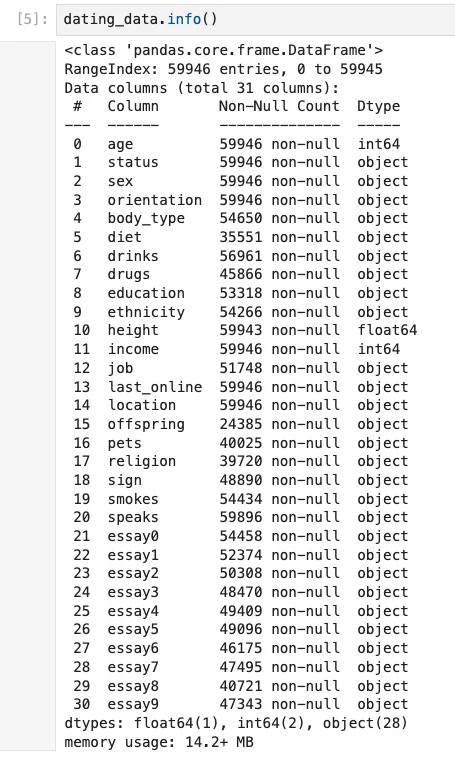 [5]: dating_data.info()
<class 'pandas.core.frame.DataFrame'>
RangeIndex: 59946 entries, 0 to 59945
Data columns (total 31 columns):
 #   Column       Non-Null Count  Dtype
---  ------       --------------  -----
 0   age          59946 non-null  int64
 1   status       59946 non-null  object
 2   sex          59946 non-null  object
 3   orientation  59946 non-null  object
 4   body_type    54650 non-null  object
 5   diet         35551 non-null  object
 6   drinks       56961 non-null  object
 7   drugs        45866 non-null  object
 8   education    53318 non-null  object
 9   ethnicity    54266 non-null  object
 10  height       59943 non-null  float64
 11  income       59946 non-null  int64
 12  job          51748 non-null  object
 13  last_online  59946 non-null  object
 14  location     59946 non-null  object
 15  offspring    24385 non-null  object
 16  pets         40025 non-null  object
 17  religion     39720 non-null  object
 18  sign         48890 non-null  object
 19  smokes       54434 non-null  object
 20  speaks       59896 non-null  object
 21  essay0       54458 non-null  object
 22  essay1       52374 non-null  object
 23  essay2       50308 non-null  object
 24  essay3       48470 non-null  object
 25  essay4       49409 non-null  object
 26  essay5       49096 non-null  object
 27  essay6       46175 non-null  object
 28  essay7       47495 non-null  object
 29  essay8       40721 non-null  object
 30  essay9       47343 non-null  object
dtypes: float64(1), int64(2), object(28)
memory usage: 14.2+ MB